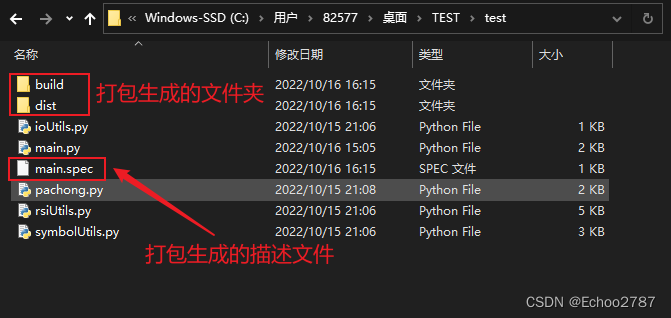 « Windows-SSD (C:) › 用户 › 82577 › 桌面 › TEST › test
名称 修改日期 类型 大小
build 2022/10/16 16:15 文件夹
打包生成的文件夹
dist 2022/10/16 16:15 文件夹
ioUtils.py 2022/10/15 21:06 Python File 1 KB
main.py 2022/10/16 15:05 Python File 2 KB
main.spec 2022/10/16 16:15 SPEC 文件 1 KB
pachong.py 2022/10/15 21:08 Python File 2 KB
rsiUtils.py 2022/10/15 21:06 Python File 5 KB
symbolUtils.py 2022/10/15 21:06 Python File 3 KB
打包生成的描述文件
CSDN @Echoo2787